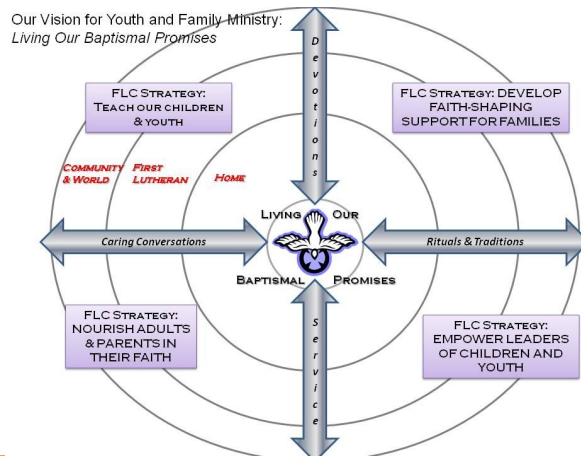 Our Vision for Youth and Family Ministry:
Living Our Baptismal Promises
Devotions
FLC STRATEGY:
TEACH OUR CHILDREN
& YOUTH
FLC STRATEGY: DEVELOP
FAITH-SHAPING
SUPPORT FOR FAMILIES
COMMUNITY
& WORLD
FIRST
LUTHERAN
HOME
LIVING OUR
Caring Conversations
Rituals & Traditions
BAPTISMAL PROMISES
FLC STRATEGY:
NOURISH ADULTS
& PARENTS IN
THEIR FAITH
Service
FLC STRATEGY:
EMPOWER LEADERS
OF CHILDREN AND
YOUTH